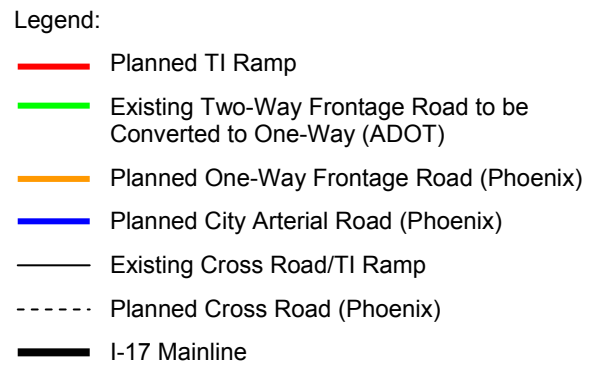 Legend:
Planned TI Ramp
Existing Two-Way Frontage Road to be
Converted to One-Way (ADOT)
Planned One-Way Frontage Road (Phoenix)
Planned City Arterial Road (Phoenix)
Existing Cross Road/TI Ramp
Planned Cross Road (Phoenix)
I-17 Mainline